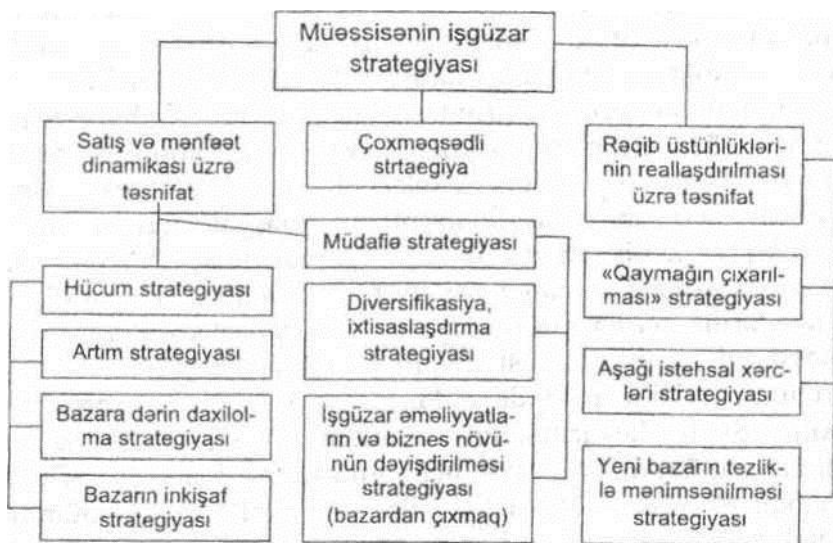 Müəssisənin işgüzar
strategiyası
Satış və mənfəət
dinamikası üzrə
təsnifat
Çoxməqsədli
strtaegiya
Rəqib üstünlükləri-
nin reallaşdırılması
üzrə təsnifat
Müdafiə strategiyası
Hücum strategiyası
Artım strategiyası
Bazara dərin daxilol-
ma strategiyası
Bazarın inkişaf
strategiyası
Diversifikasiya,
ixtisaslaşdırma
strategiyası
İşgüzar əməliyyatla-
rın və biznes növü-
nün dəyişdirilməsi
strategiyası
(bazardan çıxmaq)
«Qaymağın çıxarıl-
ması» strategiyası
Aşağı istehsal xərc-
ləri strategiyası
Yeni bazarın tezlik-
lə mənimsənilməsi
strategiyası